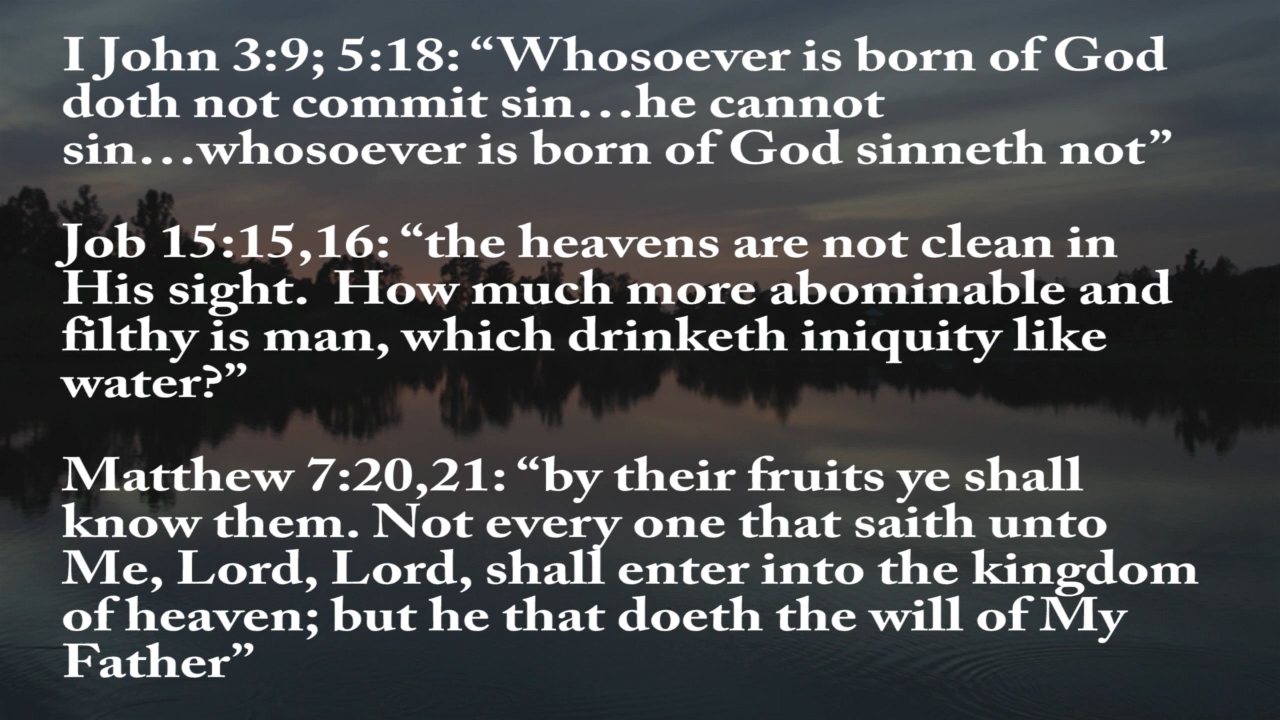 I John 3:9; 5:18: “Whosoever is born of God
doth not commit sin…he cannot
sin…whosoever is born of God sinneth not”
Job 15:15,16: “the heavens are not clean in
His sight.  How much more abominable and
filthy is man, which drinketh iniquity like
water?”
Matthew 7:20,21: “by their fruits ye shall
know them. Not every one that saith unto
Me, Lord, Lord, shall enter into the kingdom
of heaven; but he that doeth the will of My
Father”